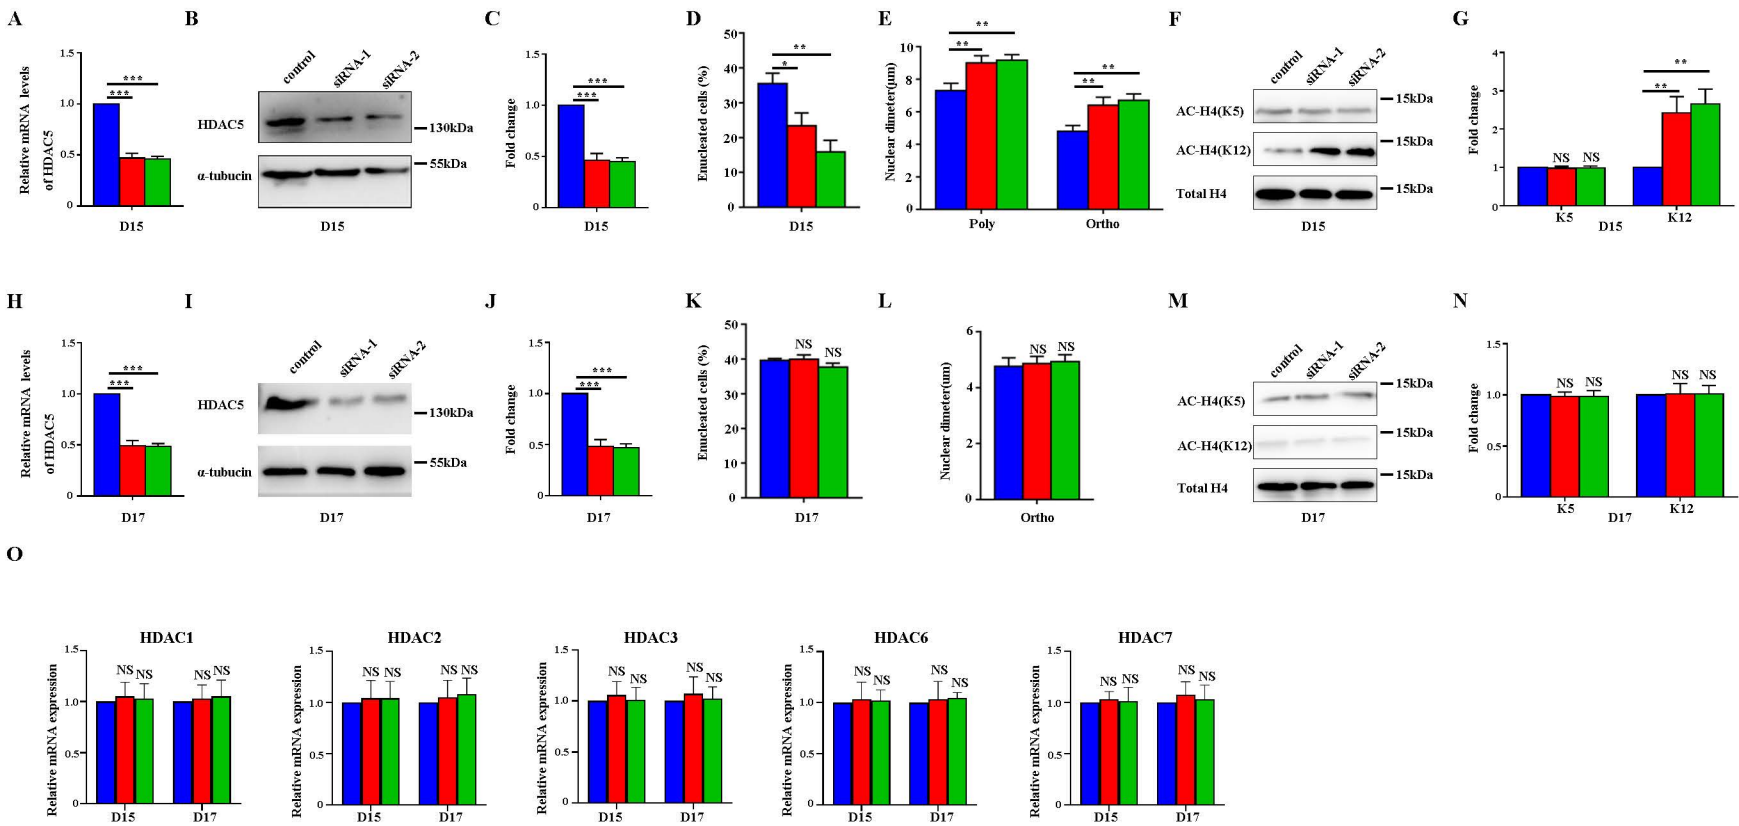 A
Relative mRNA levels
of HDAC5
1.5
1.0
0.5
0
***
***
D15
B
control
siRNA-1
siRNA-2
HDAC5
130kDa
α-tubucin
55kDa
D15
C
Fold change
1.5
1.0
0.5
0
***
***
D15
D
Enucleated cells (%)
50
40
30
20
10
0
**
*
D15
E
Nuclear dimeter(μm)
10
8
6
4
2
0
**
**
**
**
Poly
Ortho
F
control
siRNA-1
siRNA-2
AC-H4(K5)
15kDa
AC-H4(K12)
15kDa
Total H4
15kDa
D15
G
Fold change
4
3
2
1
0
NS NS
**
**
K5
K12
D15
H
Relative mRNA levels
of HDAC5
1.5
1.0
0.5
0
***
***
D17
I
control
siRNA-1
siRNA-2
HDAC5
130kDa
α-tubucin
55kDa
D17
J
Fold change
1.5
1.0
0.5
0
***
***
D17
K
Enucleated cells (%)
50
40
30
20
10
0
NS NS
D17
L
Nuclear dimeter(um)
6
4
2
0
NS NS
Ortho
M
control
siRNA-1
siRNA-2
AC-H4(K5)
15kDa
AC-H4(K12)
15kDa
Total H4
15kDa
D17
N
Fold change
1.5
1.0
0.5
0
NS NS
NS NS
K5
K12
D17
O
HDAC1
Relative mRNA expression
1.5
1.0
0.5
0
NS NS
NS NS
D15
D17
HDAC2
Relative mRNA expression
1.5
1.0
0.5
0
NS NS
NS NS
D15
D17
HDAC3
Relative mRNA expression
1.5
1.0
0.5
0
NS NS
NS NS
D15
D17
HDAC6
Relative mRNA expression
1.5
1.0
0.5
0
NS NS
NS NS
D15
D17
HDAC7
Relative mRNA expression
1.5
1.0
0.5
0
NS NS
NS NS
D15
D17